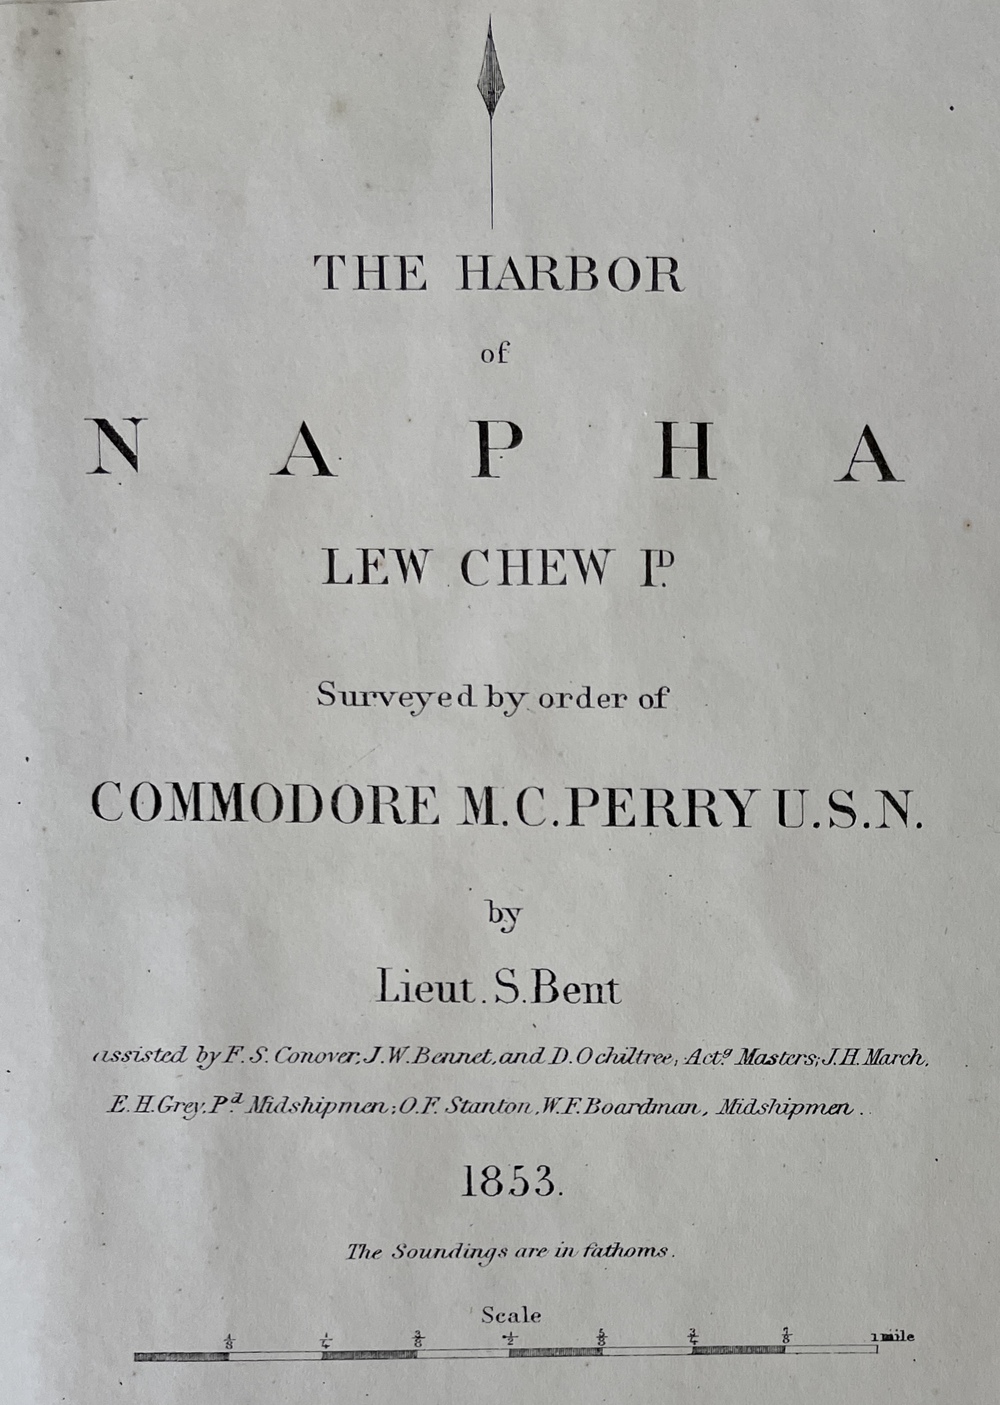 THE HARBOR
of
NAPHA
LEW CHEW Iᴰ.
Surveyed by order of
COMMODORE M.C. PERRY U.S.N.
by
Lieut. S. Bent
assisted by F. S. Conover, J. W. Bennet, and D. Ochiltree, Actᵍ. Masters; J. H. March,
E. H. Grey, Pᵈ. Midshipmen; O. F. Stanton, W. F. Boardman, Midshipmen.
1853.
The Soundings are in fathoms.
Scale
1/8 1/4 3/8 1/2 5/8 3/4 7/8 1 mile